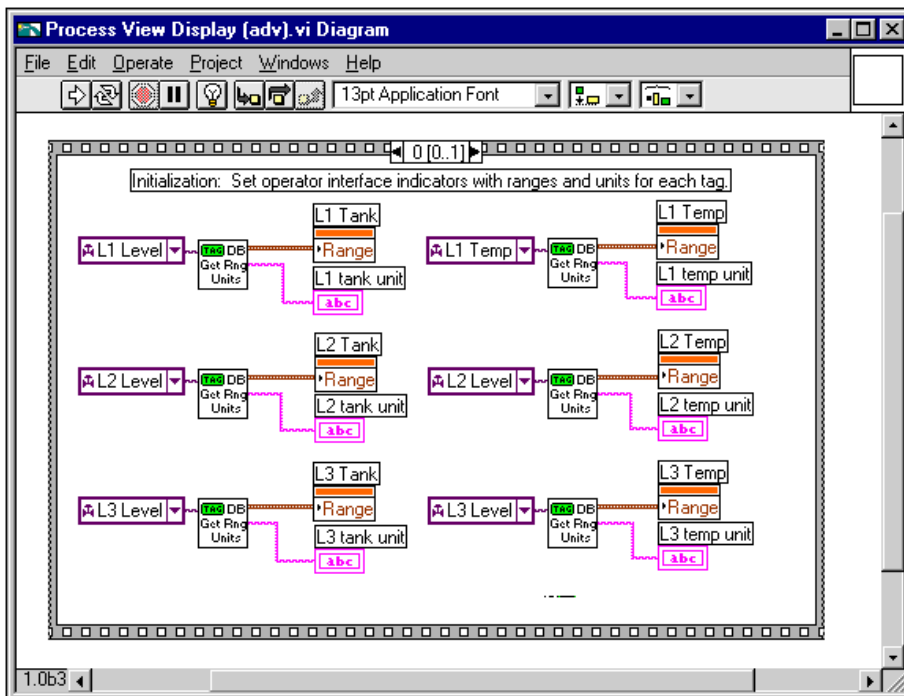 Process View Display (adv).vi Diagram
File Edit Operate Project Windows Help
13pt Application Font
0 [0..1]
Initialization: Set operator interface indicators with ranges and units for each tag.
L1 Tank
L1 Level
TAG DB
Get Rng
Units
Range
L1 tank unit
abc
L1 Temp
L1 Temp
TAG DB
Get Rng
Units
Range
L1 temp unit
abc
L2 Tank
L2 Level
TAG DB
Get Rng
Units
Range
L2 tank unit
abc
L2 Temp
L2 Level
TAG DB
Get Rng
Units
Range
L2 temp unit
abc
L3 Tank
L3 Level
TAG DB
Get Rng
Units
Range
L3 tank unit
abc
L3 Temp
L3 Level
TAG DB
Get Rng
Units
Range
L3 temp unit
abc
1.0b3